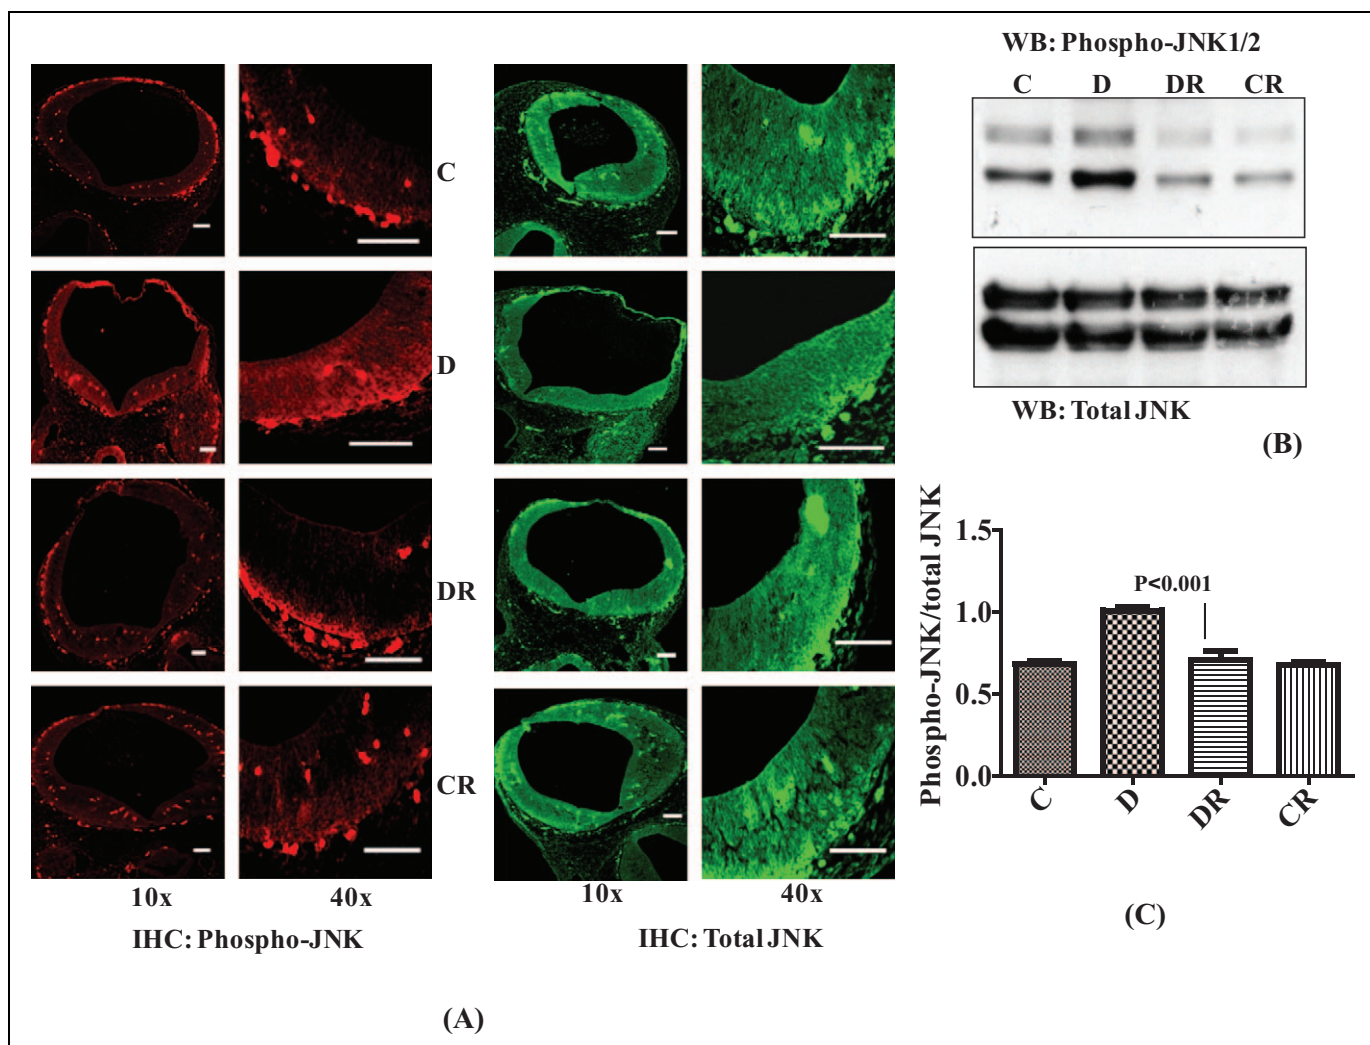 C
D
DR
CR
10x
40x
10x
40x
IHC: Phospho-JNK
IHC: Total JNK
(A)
WB: Phospho-JNK1/2
C D DR CR
WB: Total JNK
(B)
Phospho-JNK/total JNK
1.5
1.0
0.5
0.0
P<0.001
C
D
DR
CR
(C)